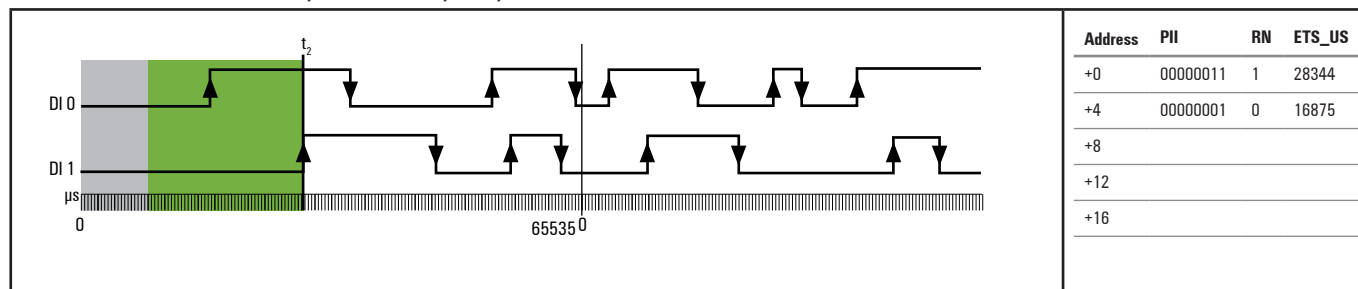 t2
DI 0
DI 1
µs
0
65535 0
Address PII RN ETS_US
+0 00000011 1 28344
+4 00000001 0 16875
+8
+12
+16